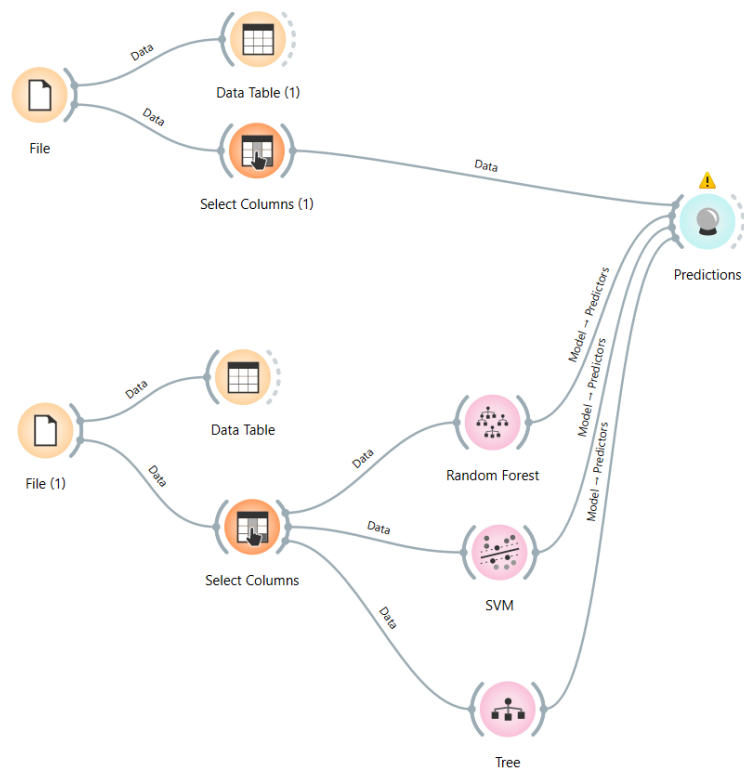 Data
Data Table (1)
File
Data
Select Columns (1)
Data
Predictions
Model → Predictors
Model → Predictors
Model → Predictors
Data
Data Table
File (1)
Data
Select Columns
Data
Random Forest
Data
SVM
Data
Tree